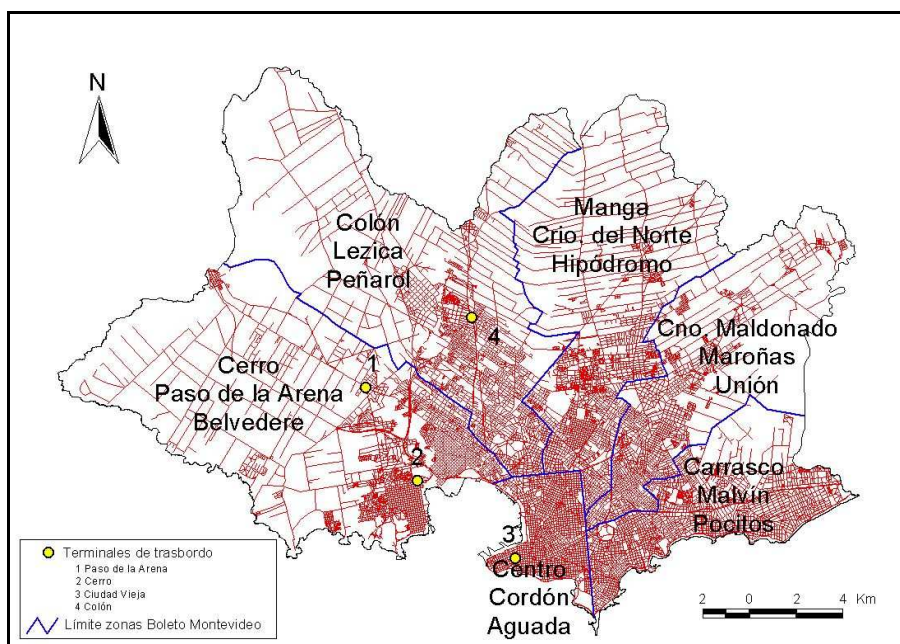 N
Colón
Lezica
Peñarol
Manga
Crio. del Norte
Hipódromo
4
Cno. Maldonado
Maroñas
Unión
1
Cerro
Paso de la Arena
Belvedere
2
Carrasco
Malvín
Pocitos
3
Centro
Cordón
Aguada
Terminales de trasbordo
1 Paso de la Arena
2 Cerro
3 Ciudad Vieja
4 Colón
Límite zonas Boleto Montevideo
2 0 2 4 Km